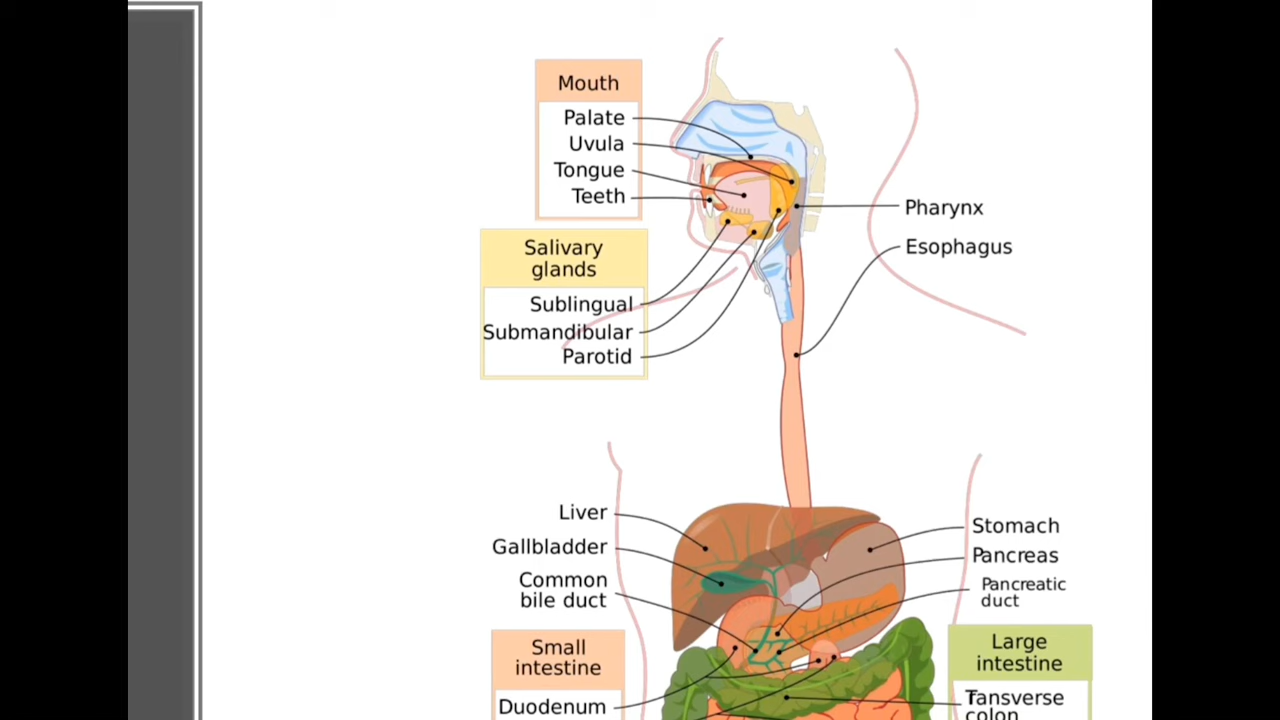 Mouth
Palate
Uvula
Tongue
Teeth
Salivary
glands
Sublingual
Submandibular
Parotid
Pharynx
Esophagus
Liver
Gallbladder
Common
bile duct
Stomach
Pancreas
Pancreatic
duct
Small
intestine
Duodenum
Large
intestine
Tansverse
colon